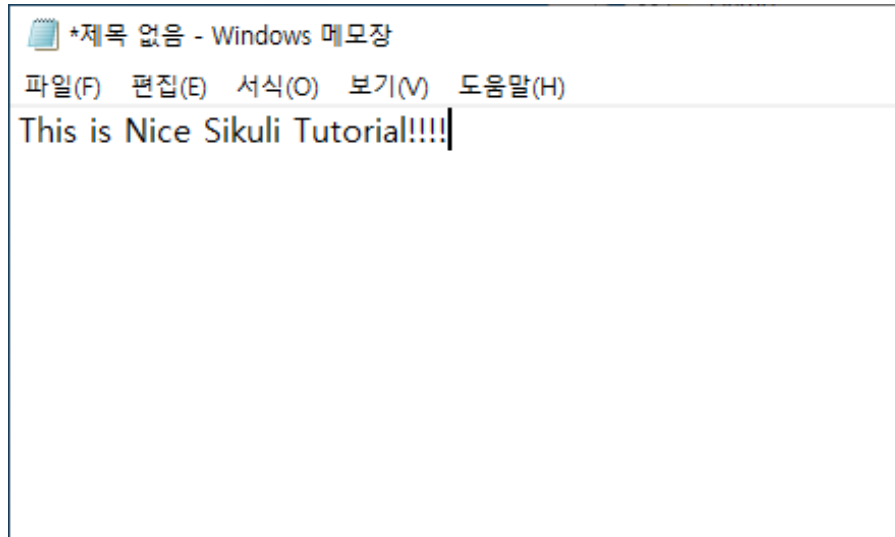 *제목 없음 - Windows 메모장
파일(F) 편집(E) 서식(O) 보기(V) 도움말(H)
This is Nice Sikuli Tutorial!!!!